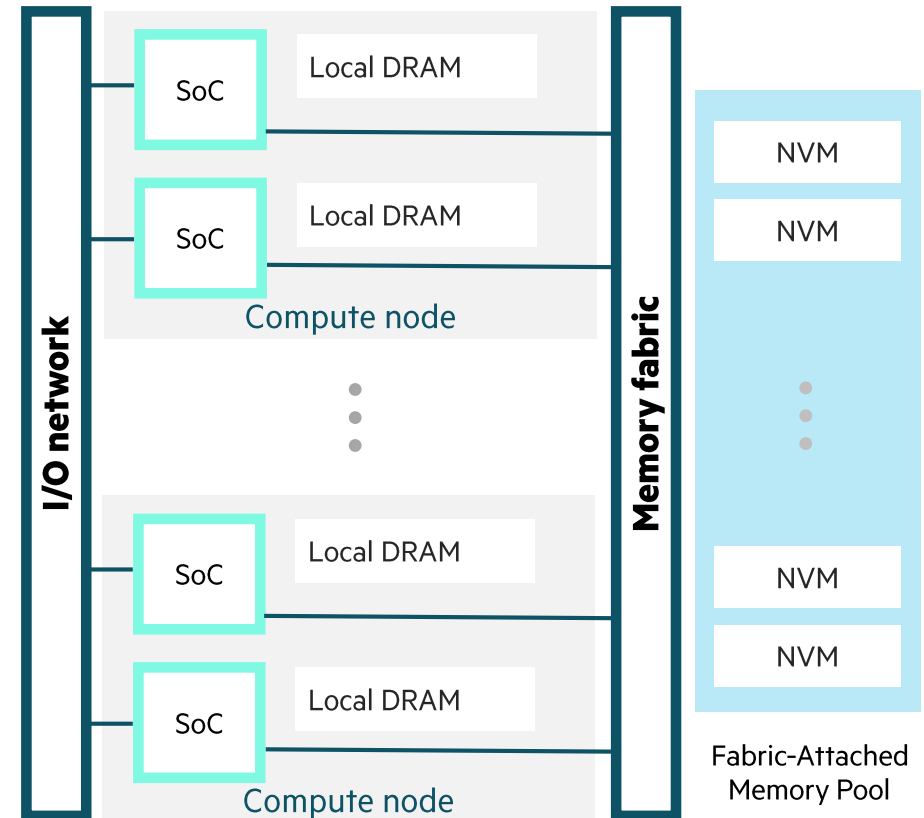 I/O network
SoC
Local DRAM
SoC
Local DRAM
Compute node
SoC
Local DRAM
SoC
Local DRAM
Compute node
Memory fabric
NVM
NVM
NVM
NVM
Fabric-Attached
Memory Pool